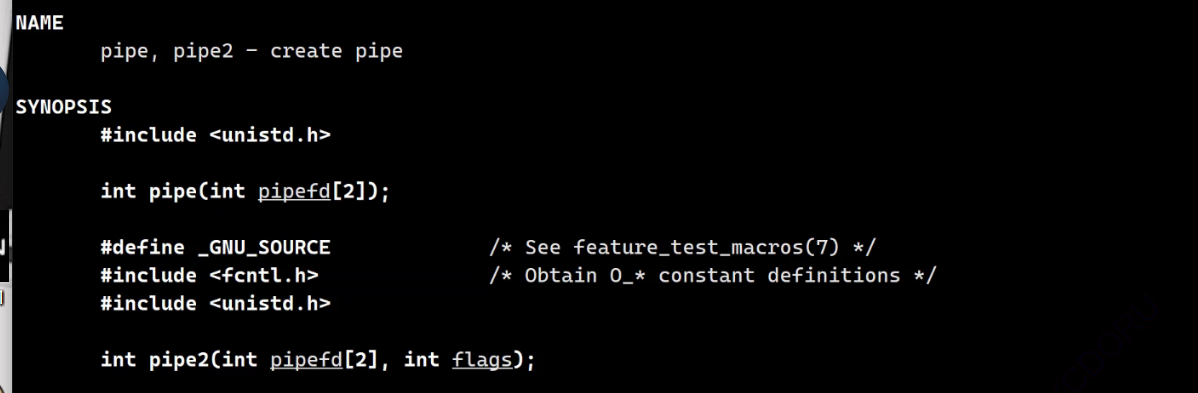 NAME
pipe, pipe2 – create pipe
SYNOPSIS
#include <unistd.h>
int pipe(int pipefd[2]);
#define _GNU_SOURCE /* See feature_test_macros(7) */
#include <fcntl.h> /* Obtain O_* constant definitions */
#include <unistd.h>
int pipe2(int pipefd[2], int flags);